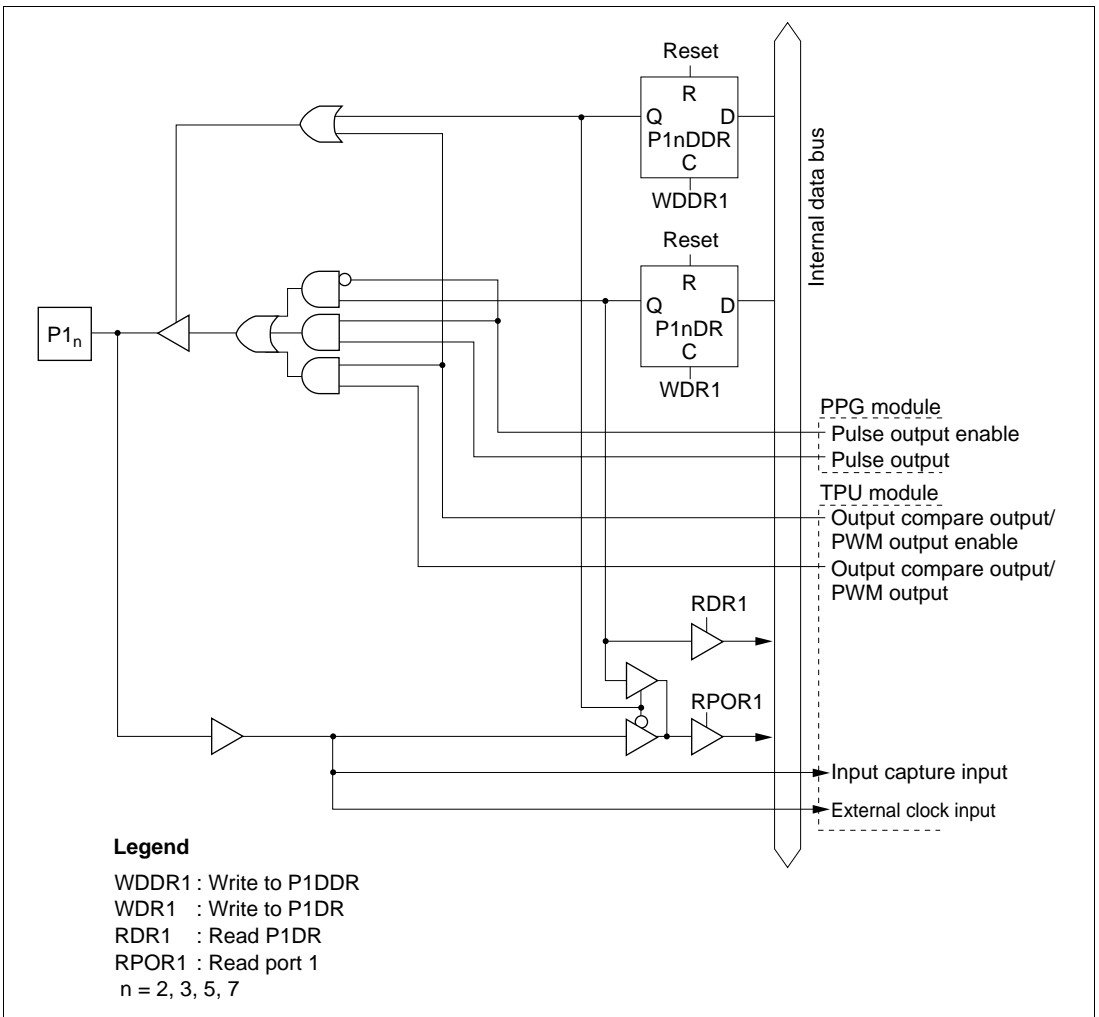 Reset
R
Q D
P1nDDR
C
WDDR1
Internal data bus
Reset
R
Q D
P1nDR
C
WDR1
P1n
PPG module
Pulse output enable
Pulse output
TPU module
Output compare output/
PWM output enable
Output compare output/
PWM output
RDR1
RPOR1
Input capture input
External clock input
Legend
WDDR1 : Write to P1DDR
WDR1 : Write to P1DR
RDR1 : Read P1DR
RPOR1 : Read port 1
n = 2, 3, 5, 7